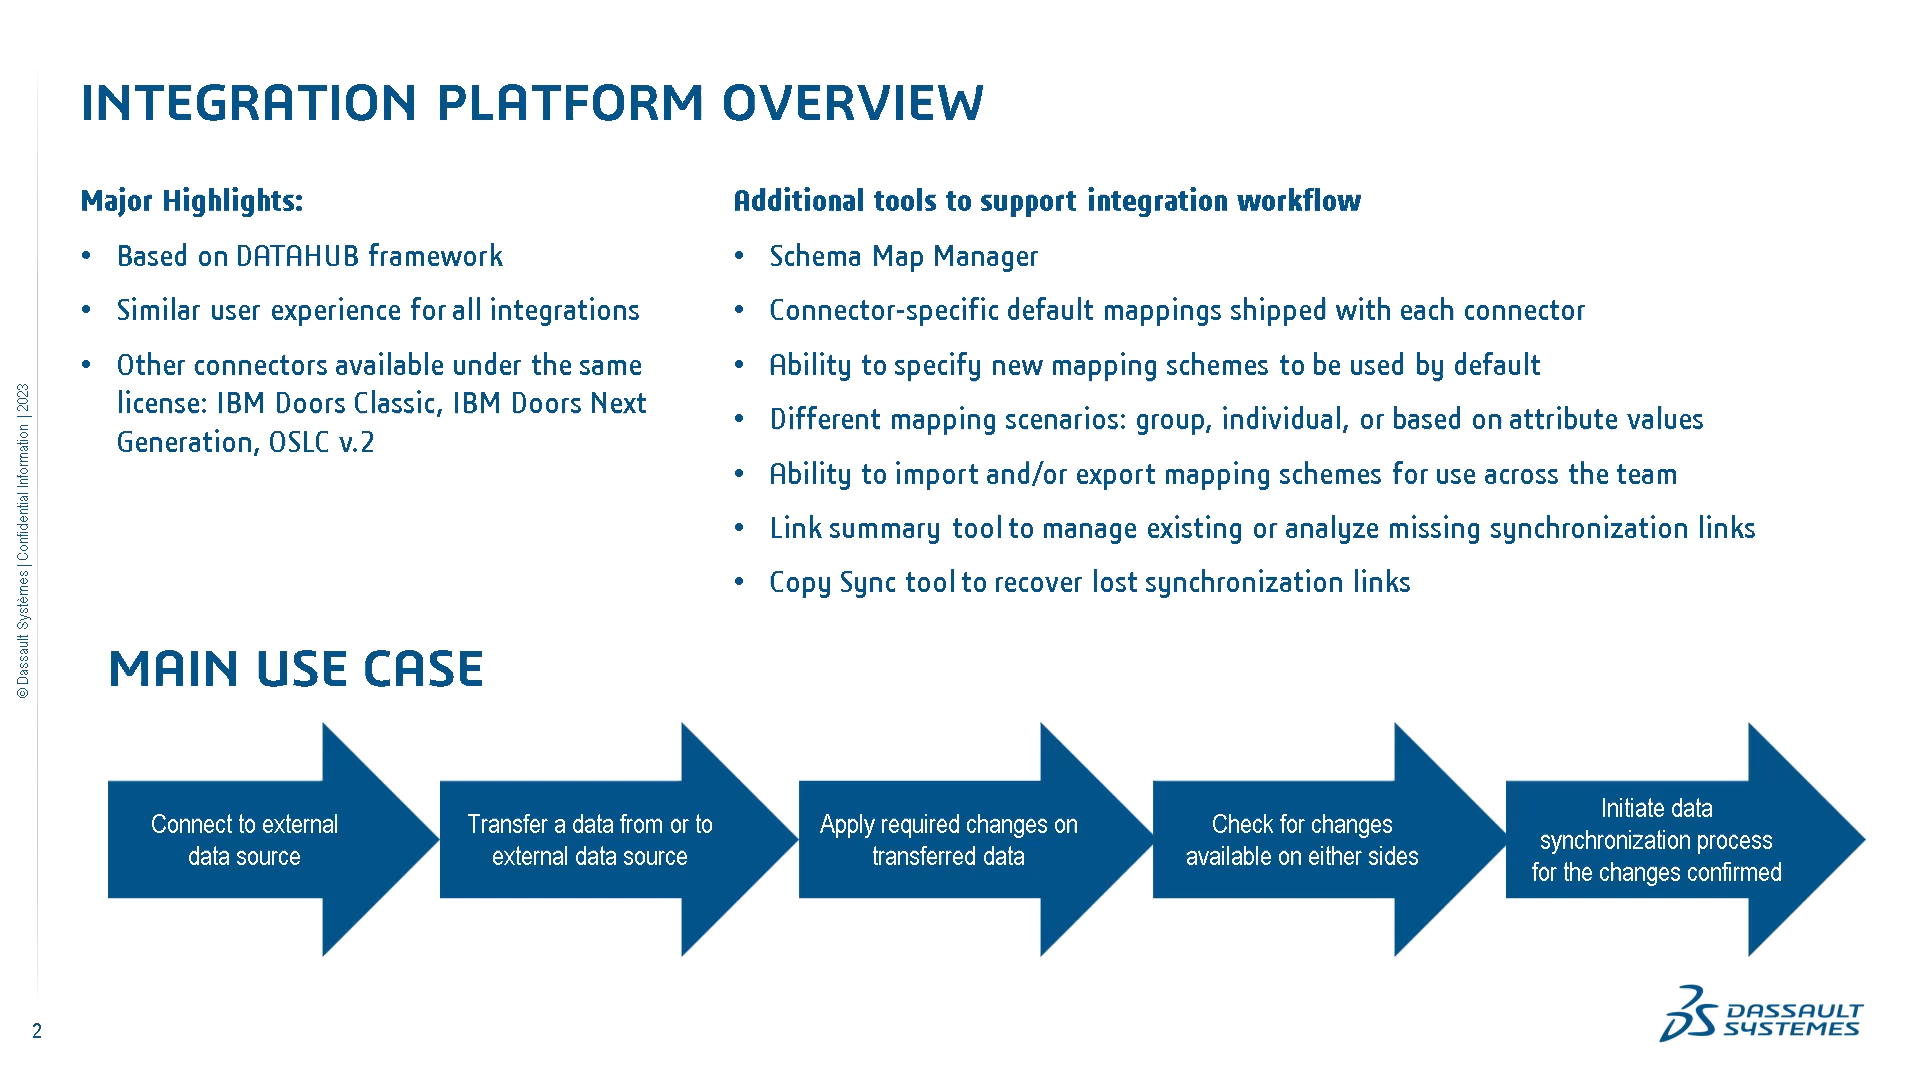 INTEGRATION PLATFORM OVERVIEW
Major Highlights:
• Based on DATAHUB framework
• Similar user experience for all integrations
• Other connectors available under the same
license: IBM Doors Classic, IBM Doors Next
Generation, OSLC v.2
Additional tools to support integration workflow
• Schema Map Manager
• Connector-specific default mappings shipped with each connector
• Ability to specify new mapping schemes to be used by default
• Different mapping scenarios: group, individual, or based on attribute values
• Ability to import and/or export mapping schemes for use across the team
• Link summary tool to manage existing or analyze missing synchronization links
• Copy Sync tool to recover lost synchronization links
MAIN USE CASE
Connect to external
data source
Transfer a data from or to
external data source
Apply required changes on
transferred data
Check for changes
available on either sides
Initiate data
synchronization process
for the changes confirmed
© Dassault Systèmes | Confidential Information | 2023
2
DASSAULT
SYSTEMES